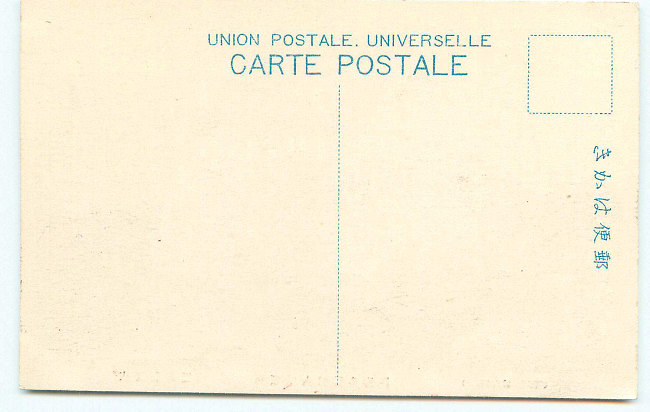 UNION POSTALE. UNIVERSELLE
CARTE POSTALE
郵便はかき